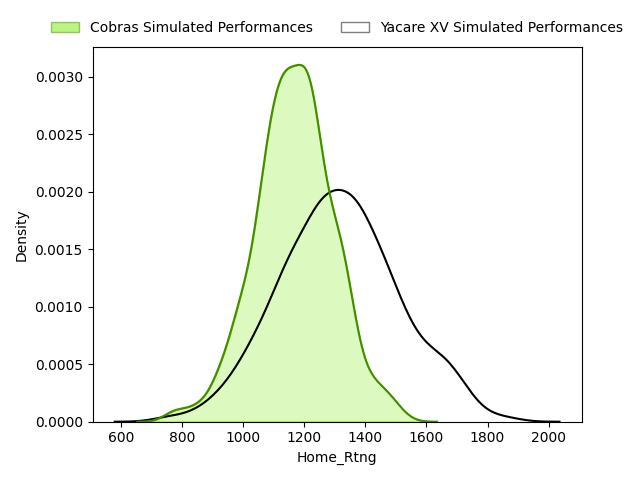 Cobras Simulated Performances Yacare XV Simulated Performances
0.0030
0.0025
0.0020
0.0015
0.0010
0.0005
0.0000
Density
600 800 1000 1200 1400 1600 1800 2000
Home_Rtng